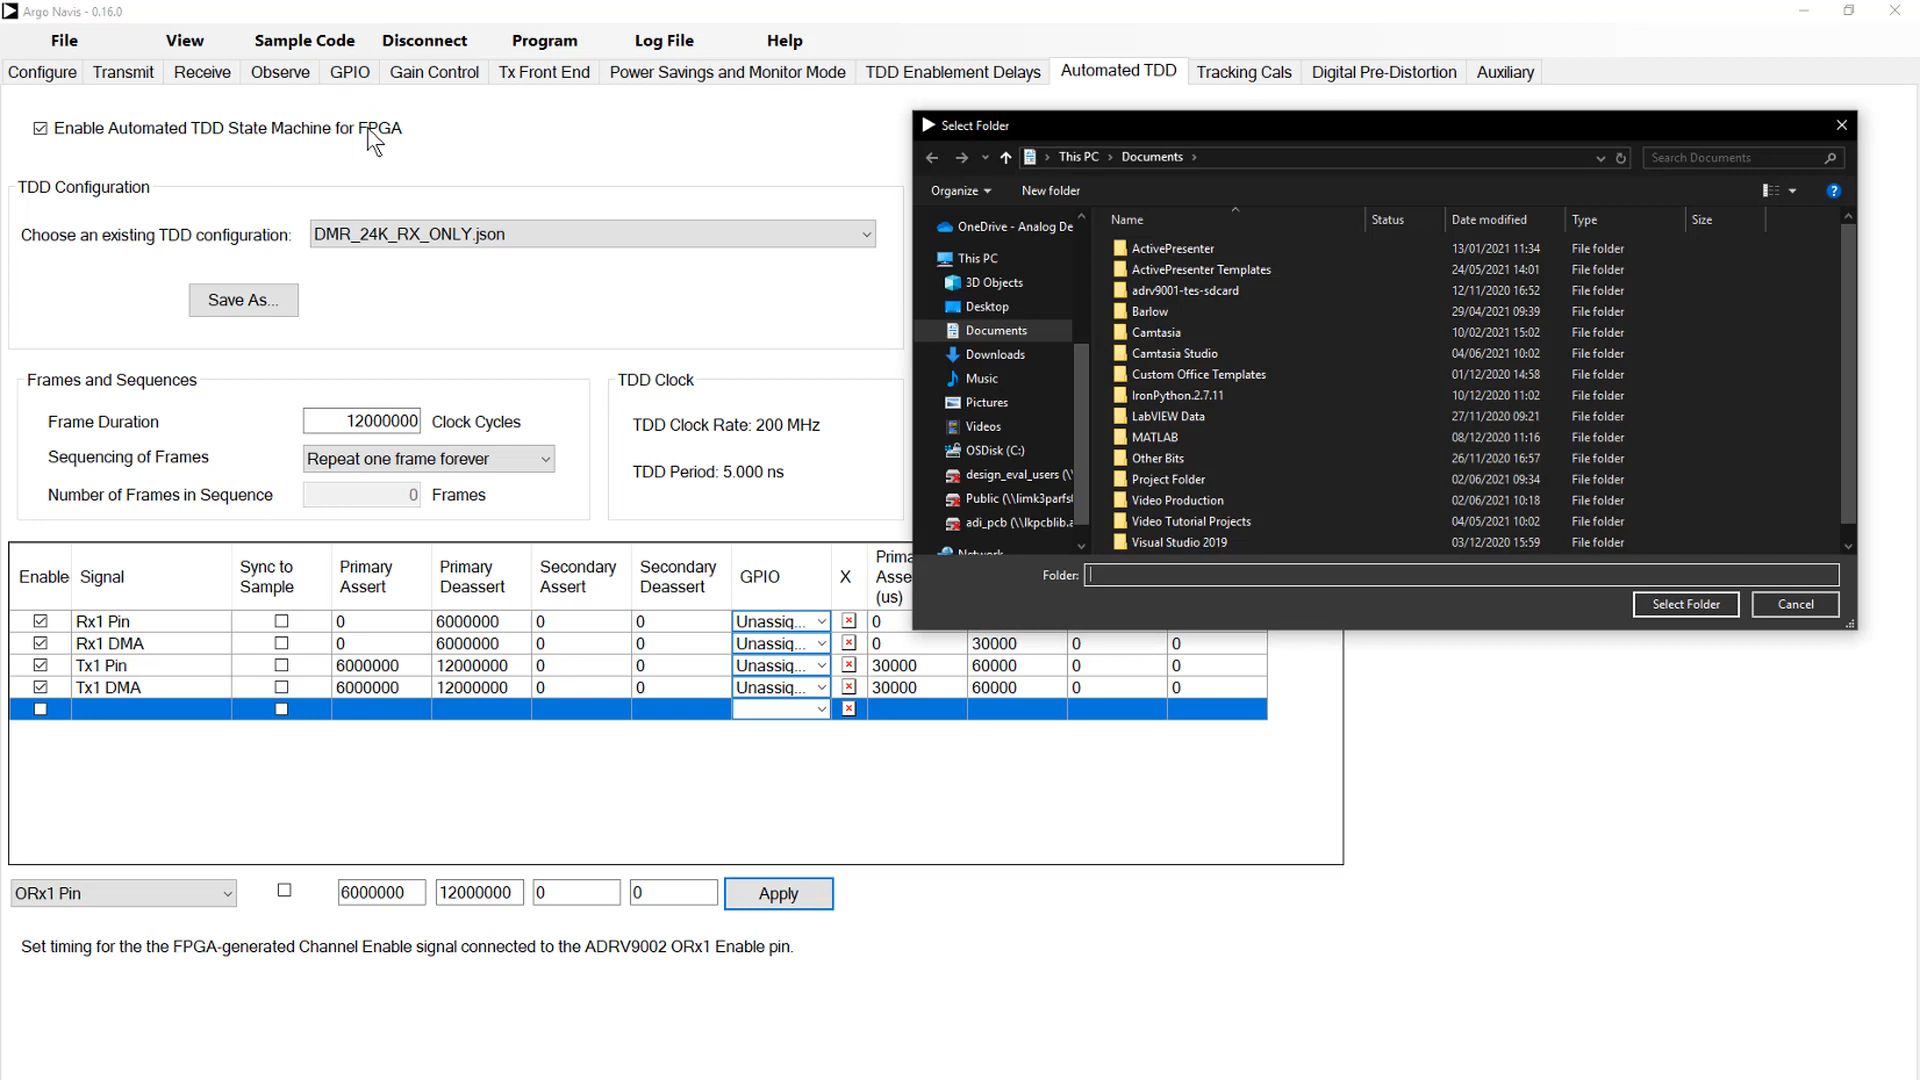 Argo Navis - 0.16.0
File View Sample Code Disconnect Program Log File Help
Configure Transmit Receive Observe GPIO Gain Control Tx Front End Power Savings and Monitor Mode TDD Enablement Delays Automated TDD Tracking Cals Digital Pre-Distortion Auxiliary
Enable Automated TDD State Machine for FPGA
TDD Configuration
Choose an existing TDD configuration: DMR_24K_RX_ONLY.json
Save As...
Frames and Sequences
Frame Duration 12000000 Clock Cycles
Sequencing of Frames Repeat one frame forever
Number of Frames in Sequence 0 Frames
TDD Clock
TDD Clock Rate: 200 MHz
TDD Period: 5.000 ns
Select Folder
This PC Documents
Search Documents
Organize New folder
OneDrive - Analog De
This PC
3D Objects
Desktop
Documents
Downloads
Music
Pictures
Videos
OSDisk (C:)
design_eval_users (\\
Public (\\limk3parfs
adi_pcb (\\lkpcblib.a
Network
Name Status Date modified Type Size
ActivePresenter 13/01/2021 11:34 File folder
ActivePresenter Templates 24/05/2021 14:01 File folder
adrv9001-tes-sdcard 12/11/2020 16:52 File folder
Barlow 29/04/2021 09:39 File folder
Camtasia 10/02/2021 15:02 File folder
Camtasia Studio 04/06/2021 10:02 File folder
Custom Office Templates 01/12/2020 14:58 File folder
IronPython.2.7.11 10/12/2020 11:02 File folder
LabVIEW Data 27/11/2020 09:21 File folder
MATLAB 08/12/2020 11:16 File folder
Other Bits 26/11/2020 16:57 File folder
Project Folder 02/06/2021 09:34 File folder
Video Production 02/06/2021 10:18 File folder
Video Tutorial Projects 04/05/2021 10:02 File folder
Visual Studio 2019 03/12/2020 15:59 File folder
Folder:
Select Folder Cancel
Enable Signal Sync to Sample Primary Assert Primary Deassert Secondary Assert Secondary Deassert GPIO X Prima Asse (us)
Rx1 Pin 0 6000000 0 0 Unassig... 0
Rx1 DMA 0 6000000 0 0 Unassig... 0 30000 0 0
Tx1 Pin 6000000 12000000 0 0 Unassig... 30000 60000 0 0
Tx1 DMA 6000000 12000000 0 0 Unassig... 30000 60000 0 0
ORx1 Pin 6000000 12000000 0 0 Apply
Set timing for the the FPGA-generated Channel Enable signal connected to the ADRV9002 ORx1 Enable pin.